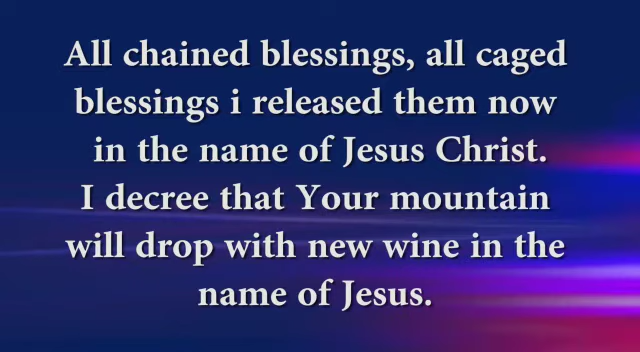 All chained blessings, all caged
blessings i released them now
in the name of Jesus Christ.
I decree that Your mountain
will drop with new wine in the
name of Jesus.